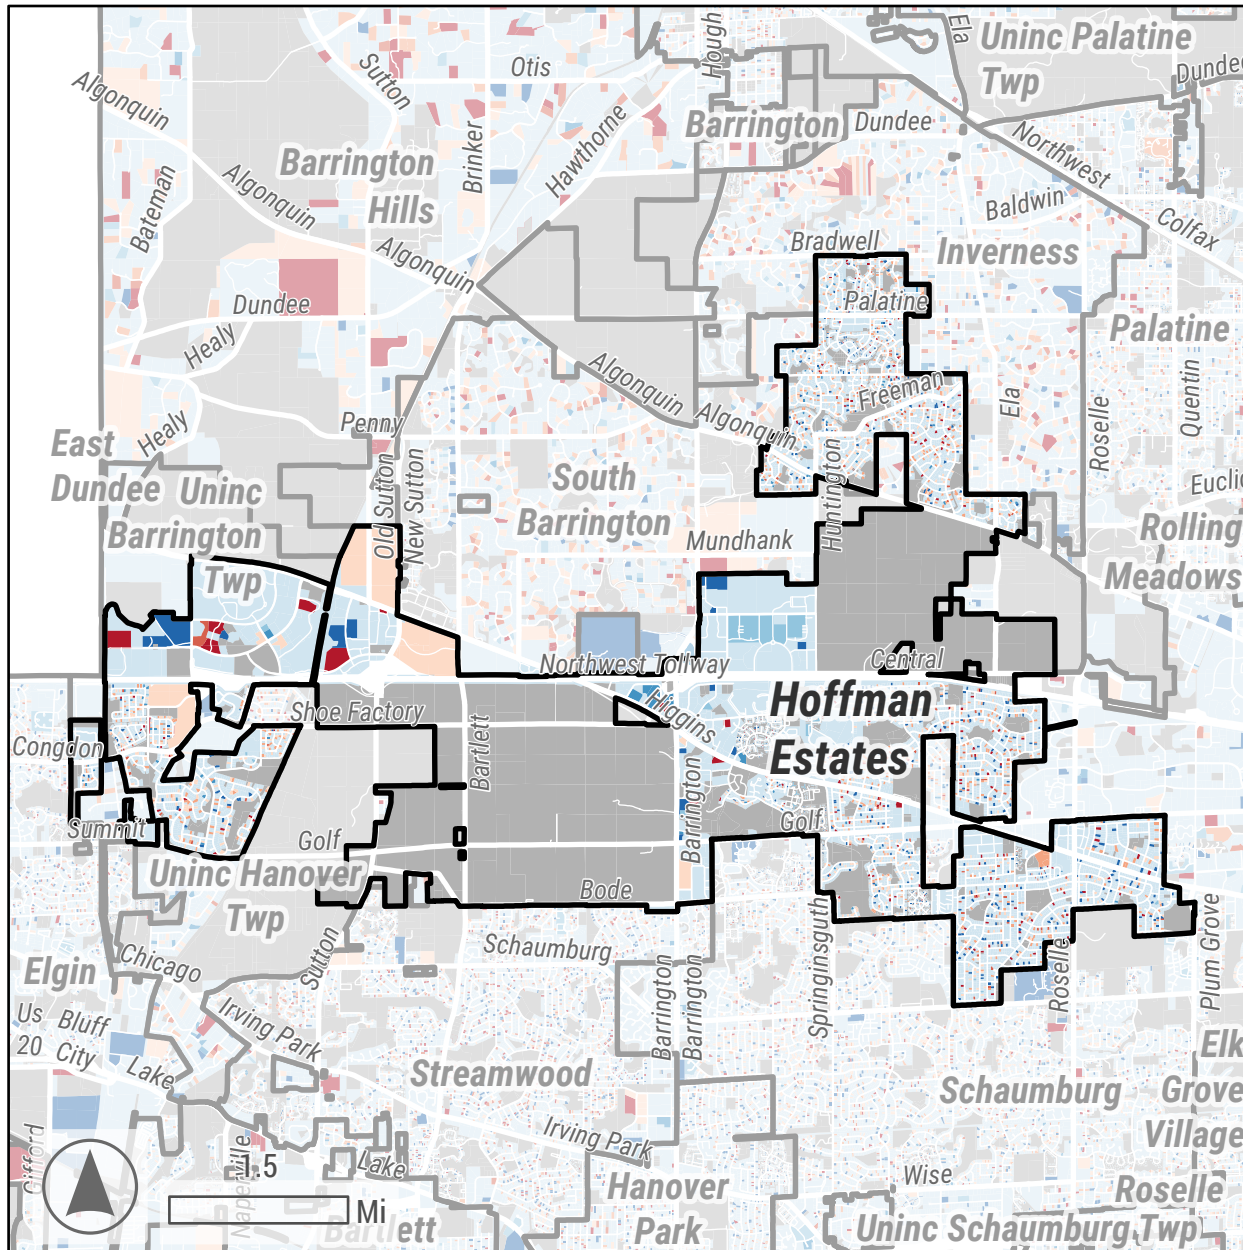 Ela
Uninc Palatine
Twp
Hough
Otis
Sutton
Dundee
Algonquin
Barrington
Dundee
Northwest
Hawthorne
Brinker
Barrington
Hills
Algonquin
Bateman
Baldwin
Colfax
Bradwell
Inverness
Algonquin
Dundee
Palatine
Palatine
Healy
Algonquin
Freeman
Ela
Roselle
Quentin
Penny
Algonquin
Healy
East
Dundee
Uninc
Barrington
Twp
South
Barrington
Old Sutton
New Sutton
Huntington
Euclid
Rolling
Meadows
Mundhank
Northwest Tollway
Central
Shoe Factory
Higgins
Hoffman
Estates
Congdon
Bartlett
Barrington
Summit
Golf
Golf
Uninc Hanover
Twp
Bode
Schaumburg
Springinsguth
Roselle
Plum Grove
Elgin
Chicago
Sutton
Us
20
Bluff
City
Irving Park
Lake
Barrington
Barrington
Streamwood
Schaumburg
Elk
Grove
Village
Irving Park
Lake
Gifford
Naperville
1.5
Mi
Bartlett
Hanover
Park
Wise
Roselle
Uninc Schaumburg Twp